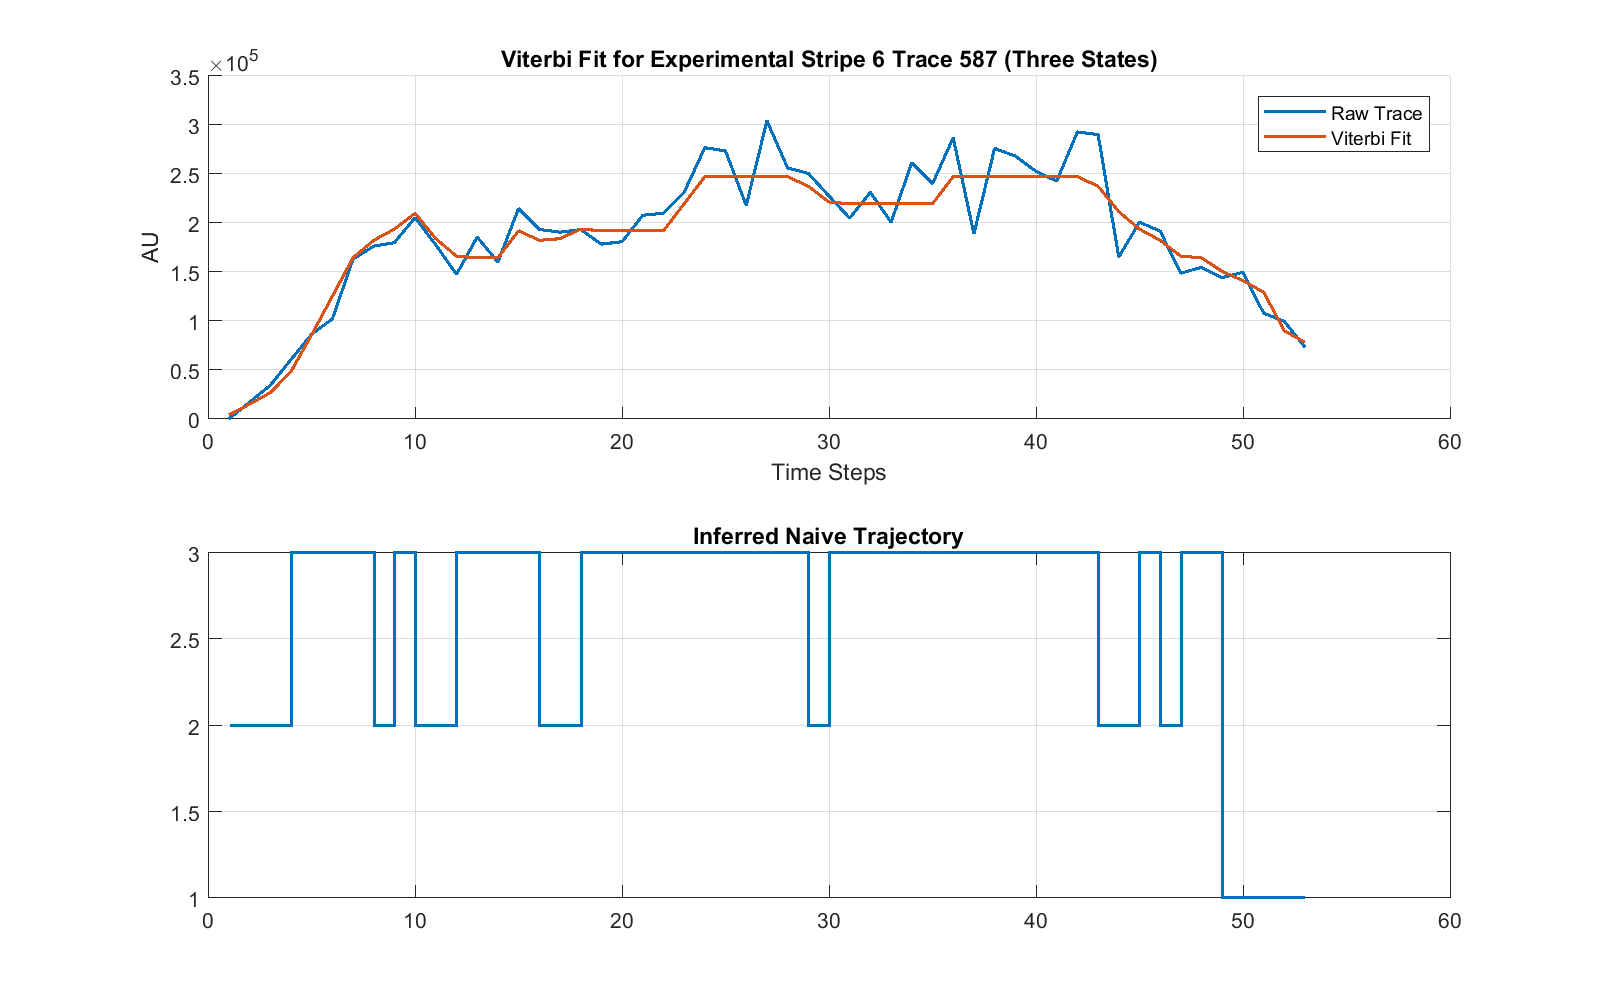 Viterbi Fit for Experimental Stripe 6 Trace 587 (Three States)
×10⁵
3.5
3
2.5
2
1.5
1
0.5
0
AU
Raw Trace
Viterbi Fit
0 10 20 30 40 50 60
Time Steps
Inferred Naive Trajectory
3
2.5
2
1.5
1
0 10 20 30 40 50 60